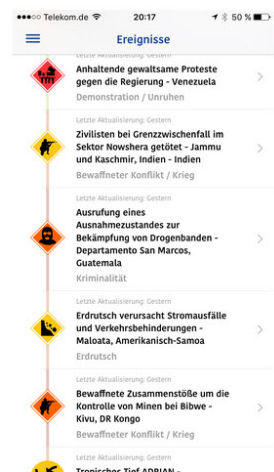 Telekom.de 20:17 50 %
Ereignisse
Letzte Aktualisierung: Gestern
Anhaltende gewaltsame Proteste
gegen die Regierung - Venezuela
Demonstration / Unruhen
Letzte Aktualisierung: Gestern
Zivilisten bei Grenzzwischenfall im
Sektor Nowshera getötet - Jammu
und Kaschmir, Indien - Indien
Bewaffneter Konflikt / Krieg
Letzte Aktualisierung: Gestern
Ausrufung eines
Ausnahmezustandes zur
Bekämpfung von Drogenbanden -
Departamento San Marcos,
Guatemala
Kriminalität
Letzte Aktualisierung: Gestern
Erdrutsch verursacht Stromausfälle
und Verkehrsbehinderungen -
Maloata, Amerikanisch-Samoa
Erdrutsch
Letzte Aktualisierung: Gestern
Bewaffnete Zusammenstöße um die
Kontrolle von Minen bei Bibwe -
Kivu, DR Kongo
Bewaffneter Konflikt / Krieg
Letzte Aktualisierung: Gestern
Tropisches Tief ADRIAN -